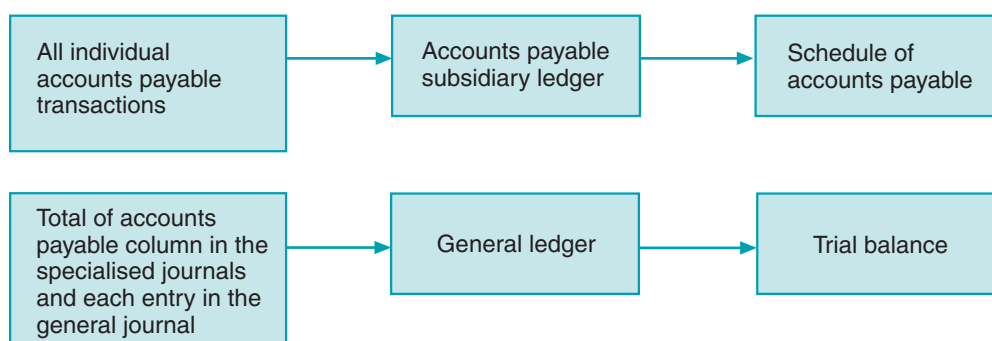 All individual
accounts payable
transactions
Accounts payable
subsidiary ledger
Schedule of
accounts payable
Total of accounts
payable column in the
specialised journals
and each entry in the
general journal
General ledger
Trial balance